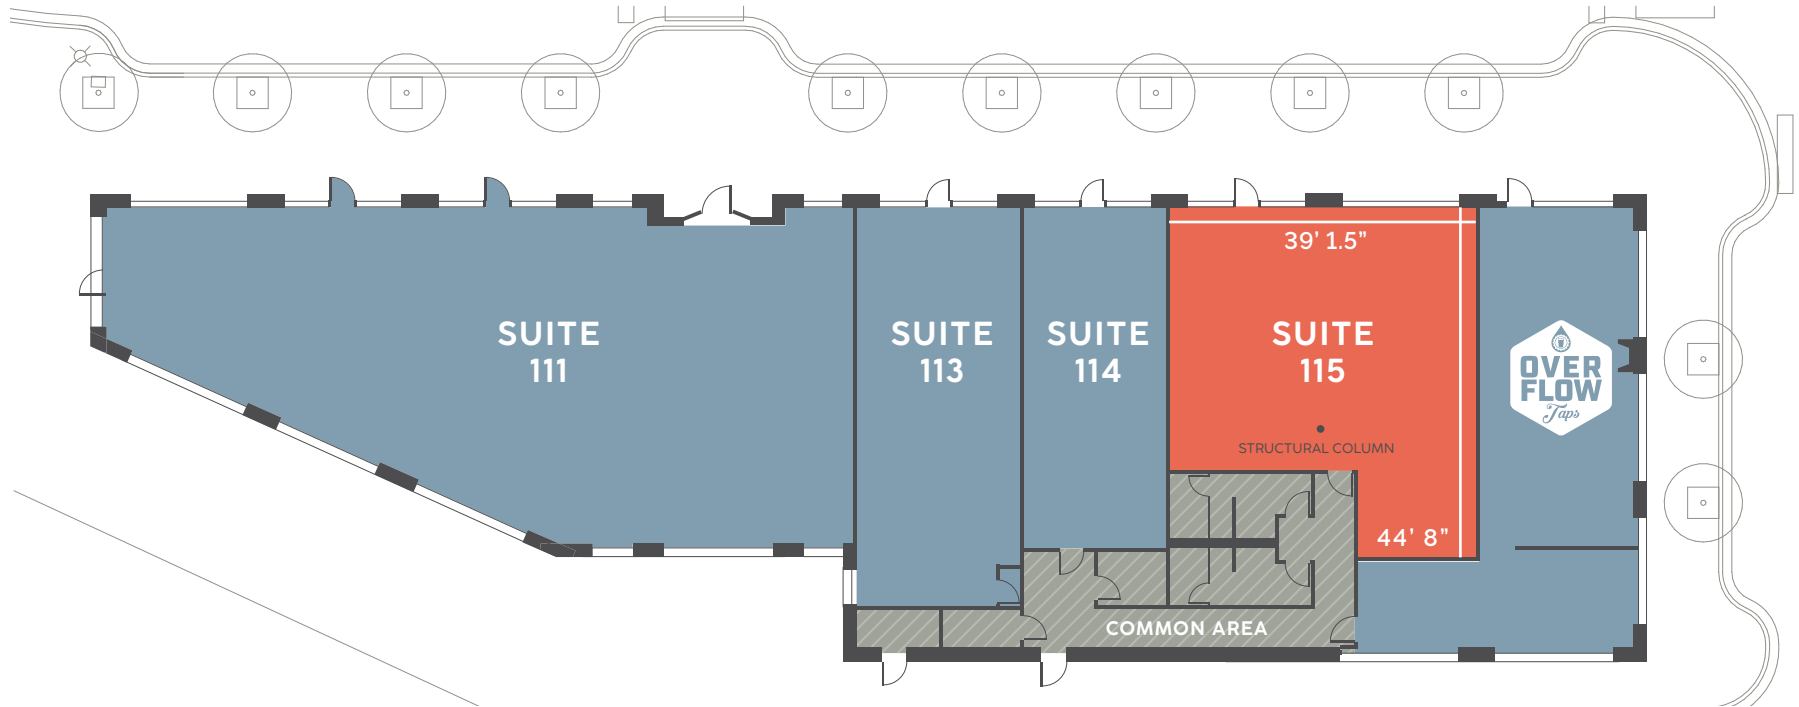 39’ 1.5”
SUITE
111
SUITE
113
SUITE
114
SUITE
115
OVER
FLOW
Taps
STRUCTURAL COLUMN
44’ 8”
COMMON AREA